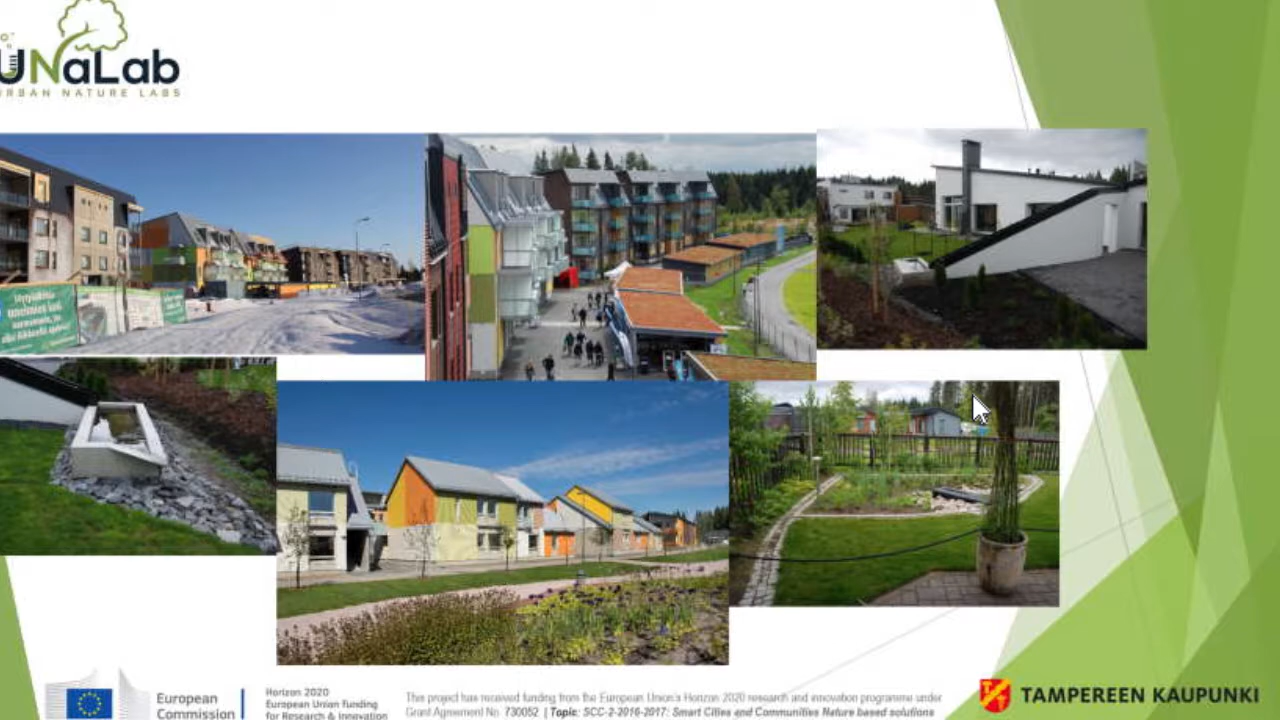 UNaLab
URBAN NATURE LABS
European
Commission
Horizon 2020
European Union funding
for Research & Innovation
This project has received funding from the European Union's Horizon 2020 research and innovation programme under
Grant Agreement No. 730052 | Topic: SCC-2-2016-2017: Smart Cities and Communities Nature based solutions
TAMPEREEN KAUPUNKI